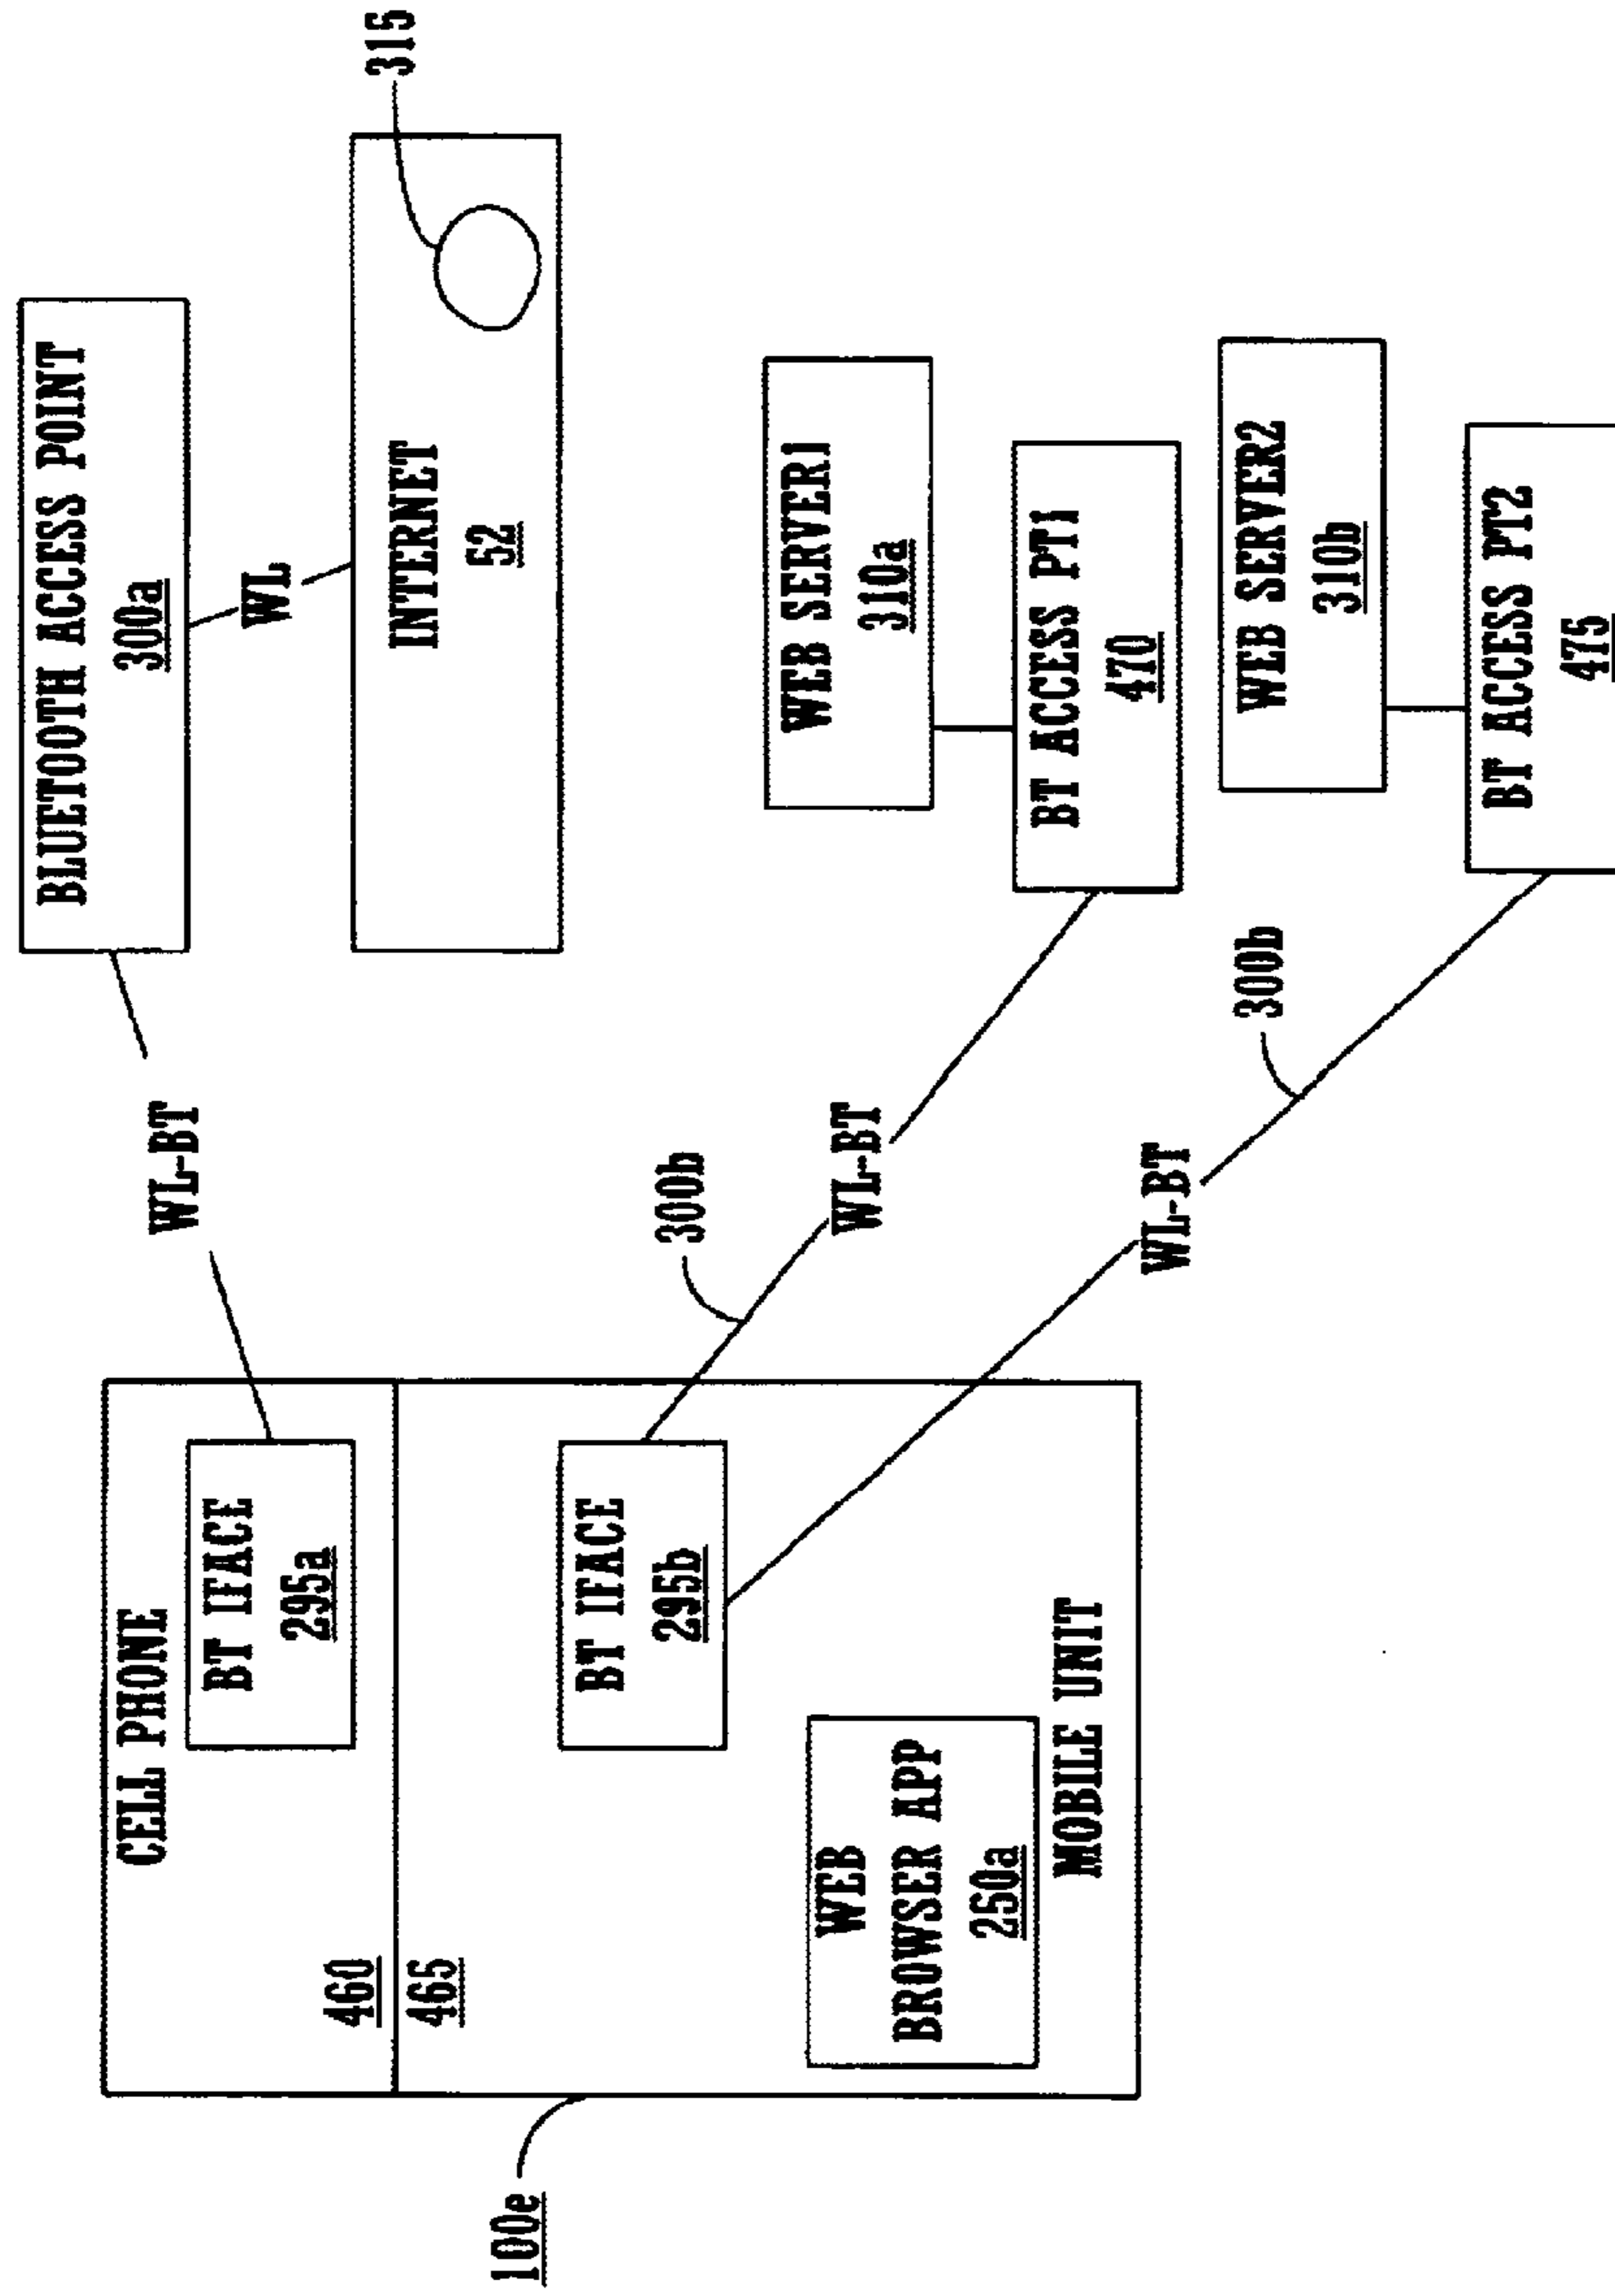 BLUETOOTH ACCESS POINT
300a
WL-BT
WL
CELL PHONE
BT IFACE
295a
460
INTERNET
52
315
465
BT IFACE
295b
300b
WL-BT
WEB SERVER1
310a
BT ACCESS PT1
470
WEB
BROWSER APP
250a
MOBILE UNIT
100e
WL-BT
300b
WEB SERVER2
310b
BT ACCESS PT2
475